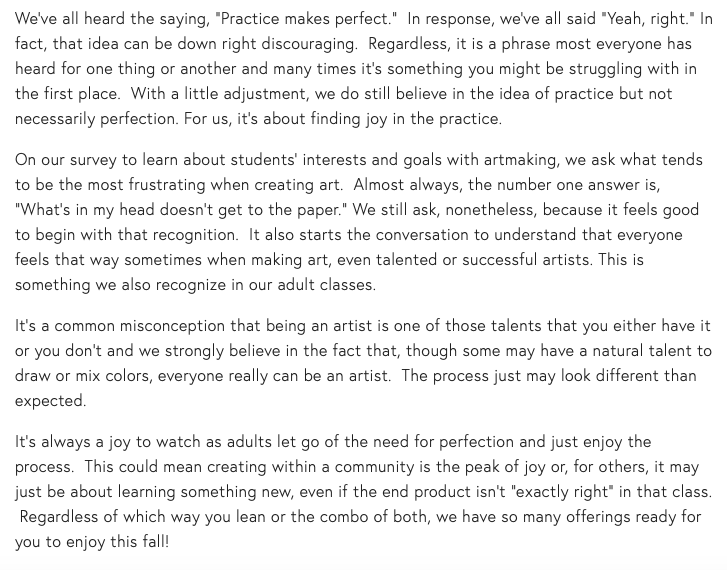 We've all heard the saying, "Practice makes perfect."  In response, we've all said "Yeah, right." In
fact, that idea can be down right discouraging.  Regardless, it is a phrase most everyone has
heard for one thing or another and many times it's something you might be struggling with in
the first place.  With a little adjustment, we do still believe in the idea of practice but not
necessarily perfection. For us, it's about finding joy in the practice.
On our survey to learn about students' interests and goals with artmaking, we ask what tends
to be the most frustrating when creating art.  Almost always, the number one answer is,
"What's in my head doesn't get to the paper." We still ask, nonetheless, because it feels good
to begin with that recognition.  It also starts the conversation to understand that everyone
feels that way sometimes when making art, even talented or successful artists. This is
something we also recognize in our adult classes.
It's a common misconception that being an artist is one of those talents that you either have it
or you don't and we strongly believe in the fact that, though some may have a natural talent to
draw or mix colors, everyone really can be an artist.  The process just may look different than
expected.
It's always a joy to watch as adults let go of the need for perfection and just enjoy the
process.  This could mean creating within a community is the peak of joy or, for others, it may
just be about learning something new, even if the end product isn't "exactly right" in that class.
Regardless of which way you lean or the combo of both, we have so many offerings ready for
you to enjoy this fall!